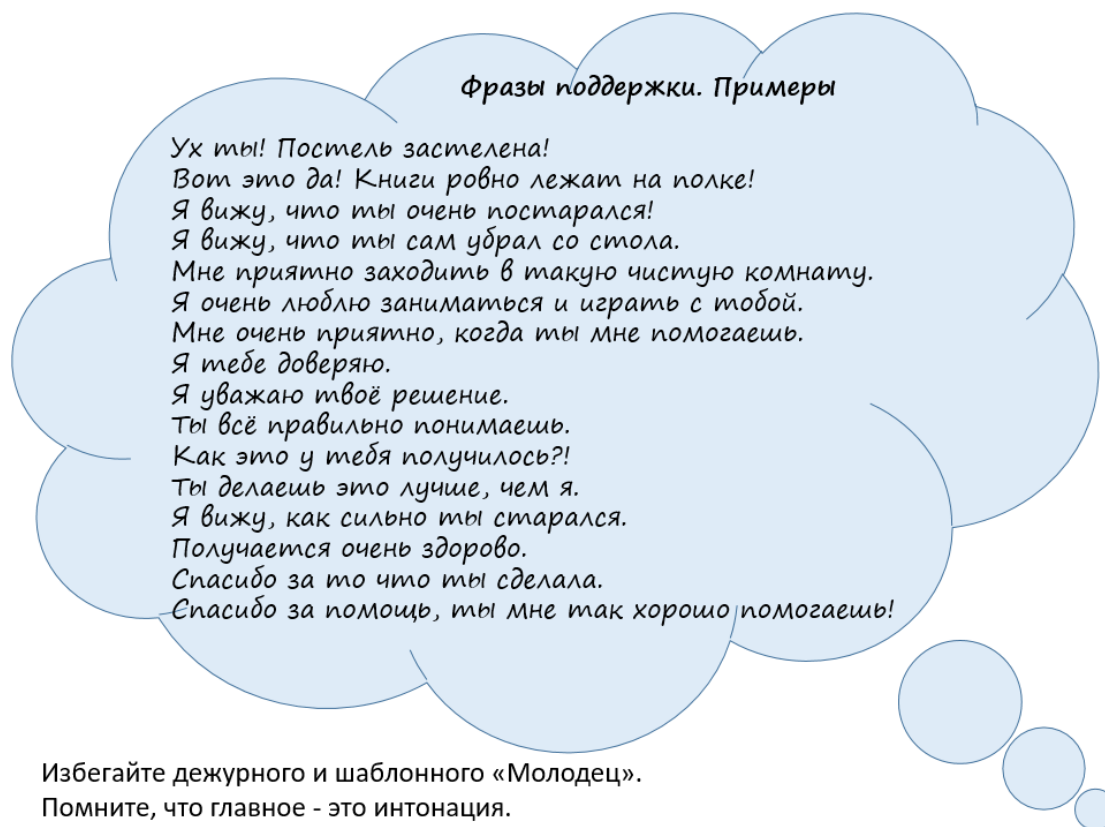 Фразы поддержки. Примеры
Ух ты! Постель застелена!
Вот это да! Книги ровно лежат на полке!
Я вижу, что ты очень постарался!
Я вижу, что ты сам убрал со стола.
Мне приятно заходить в такую чистую комнату.
Я очень люблю заниматься и играть с тобой.
Мне очень приятно, когда ты мне помогаешь.
Я тебе доверяю.
Я уважаю твоё решение.
Ты всё правильно понимаешь.
Как это у тебя получилось?!
Ты делаешь это лучше, чем я.
Я вижу, как сильно ты старался.
Получается очень здорово.
Спасибо за то что ты сделала.
Спасибо за помощь, ты мне так хорошо помогаешь!
Избегайте дежурного и шаблонного «Молодец».
Помните, что главное - это интонация.